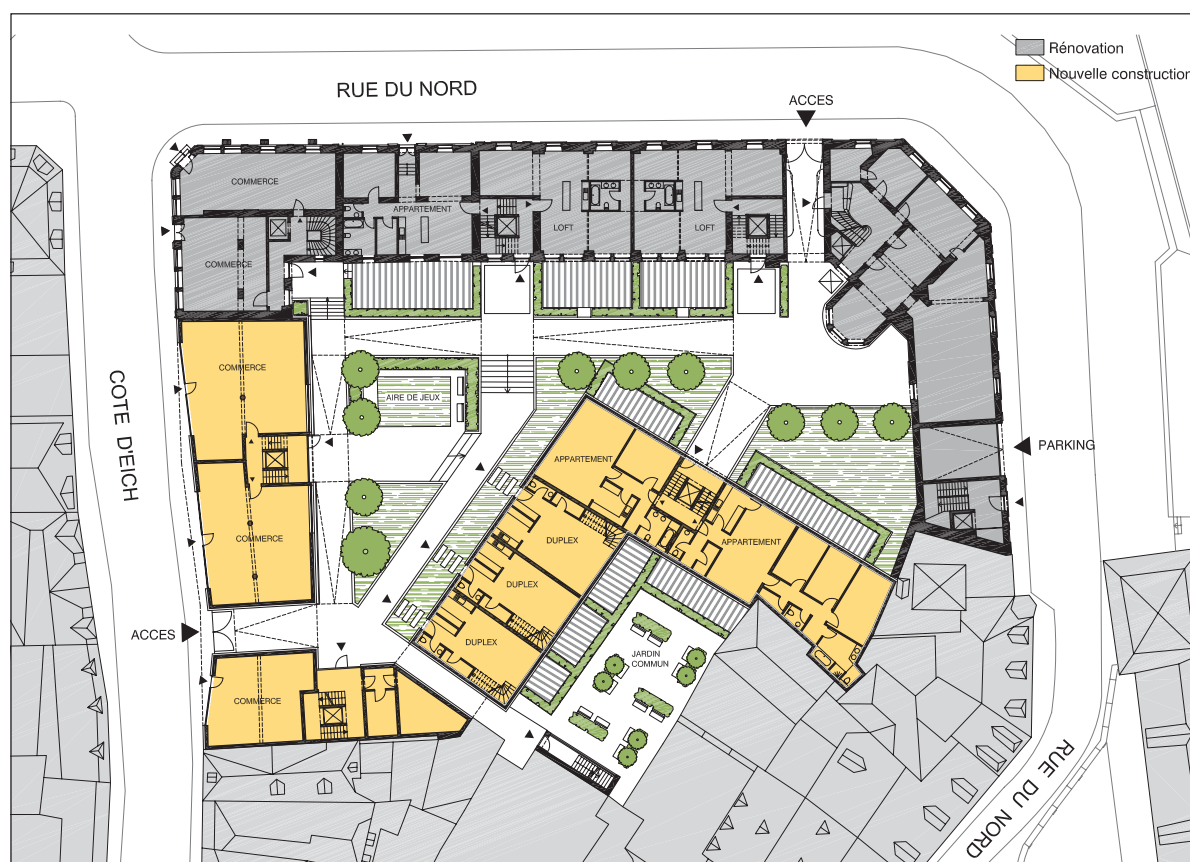 Rénovation
Nouvelle construction
RUE DU NORD
ACCES
COMMERCE
APPARTEMENT
LOFT
LOFT
COMMERCE
COMMERCE
AIRE DE JEUX
COTE D'EICH
PARKING
APPARTEMENT
COMMERCE
DUPLEX
APPARTEMENT
DUPLEX
ACCES
DUPLEX
JARDIN
COMMUN
COMMERCE
RUE DU NORD